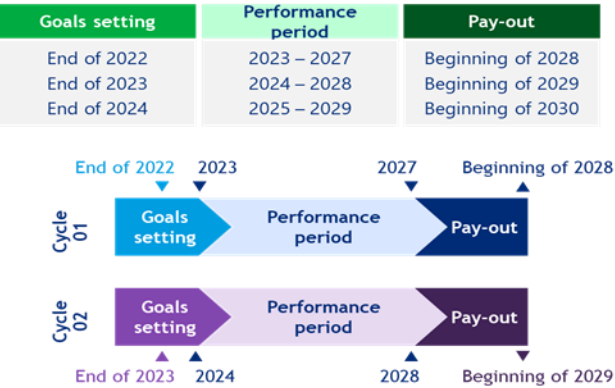 Goals setting
Performance
period
Pay-out
End of 2022
2023 – 2027
Beginning of 2028
End of 2023
2024 – 2028
Beginning of 2029
End of 2024
2025 – 2029
Beginning of 2030
End of 2022
2023
2027
Beginning of 2028
Cycle
01
Goals
setting
Performance
period
Pay-out
Cycle
02
Goals
setting
Performance
period
Pay-out
End of 2023
2024
2028
Beginning of 2029